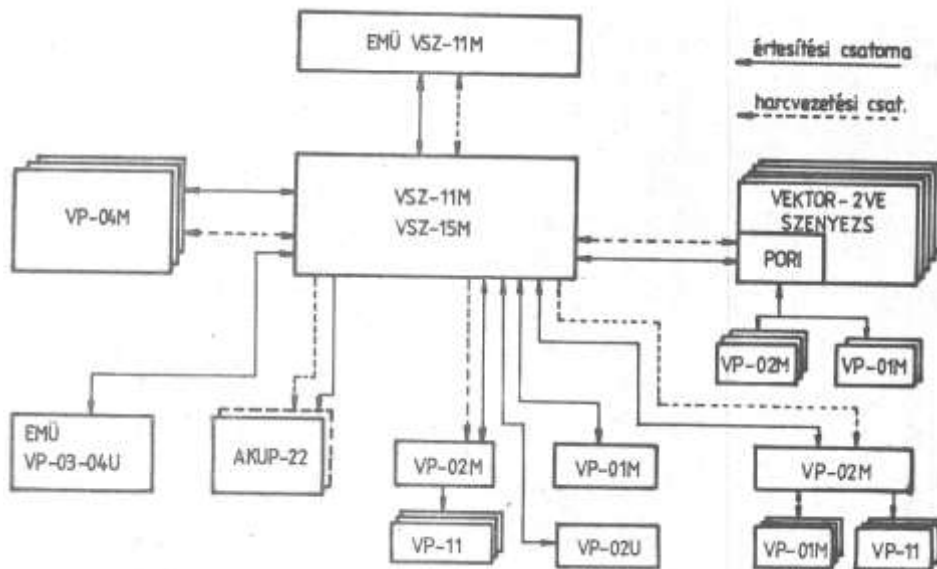 EMÜ VSZ-11M
értesítési csatorna
harcvezetési csat.
VP-04M
VSZ-11M
VSZ-15M
VEKTOR-2VE
SZENYEZS
PORI
VP-02M
VP-01M
EMÜ
VP-03-04U
AKUP-22
VP-02M
VP-01M
VP-02M
VP-11
VP-02U
VP-01M
VP-11